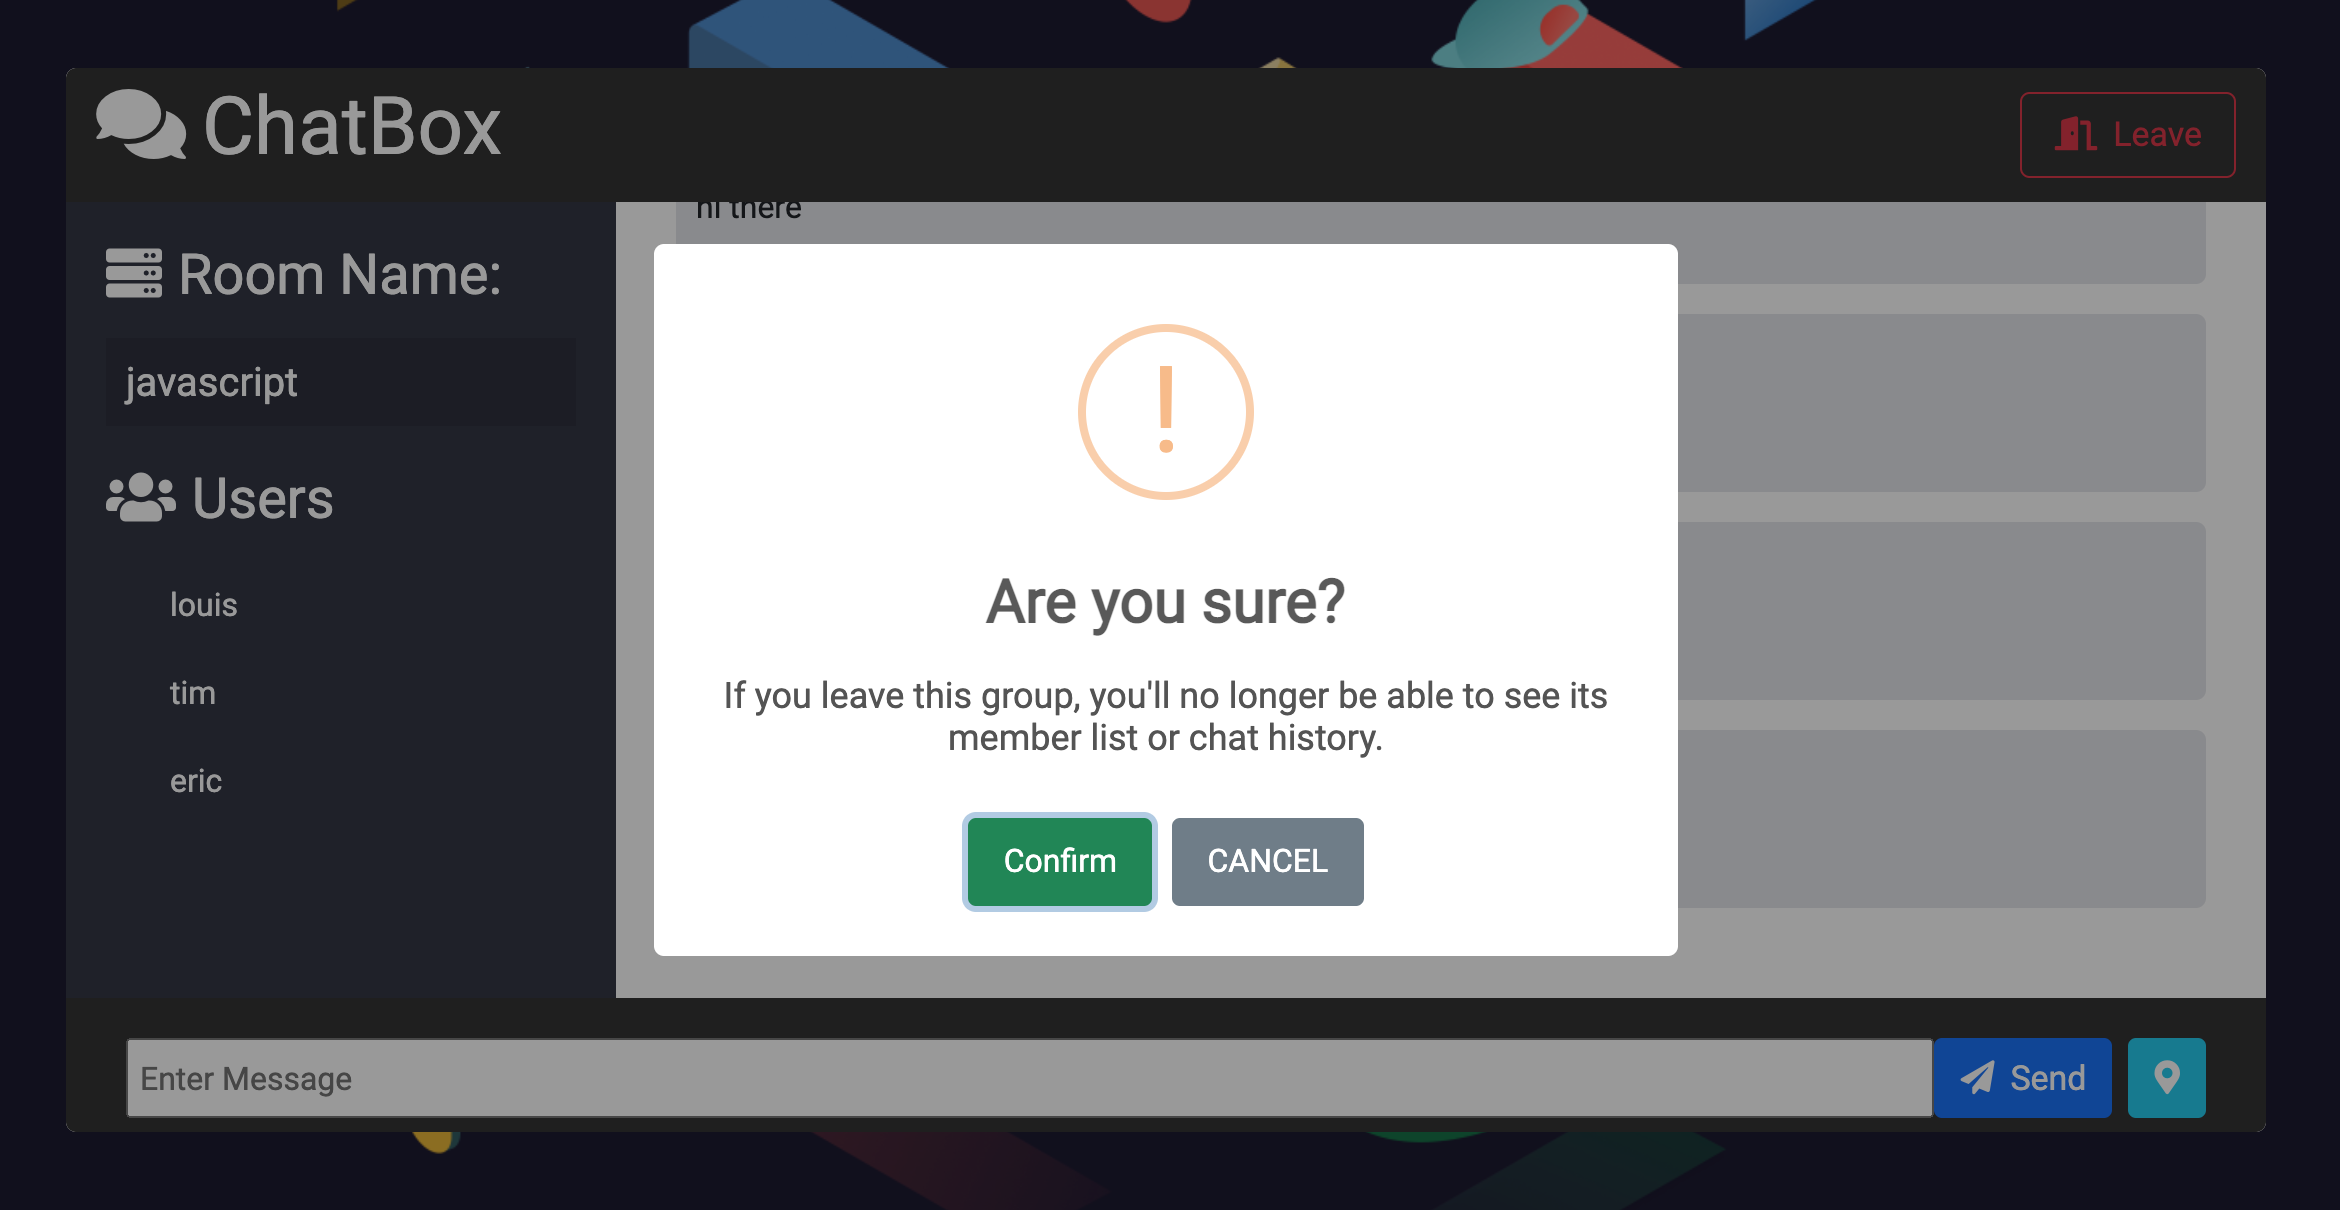 ChatBox
Leave
Room Name:
javascript
Users
louis
tim
eric
hi there
Are you sure?
If you leave this group, you'll no longer be able to see its
member list or chat history.
Confirm
CANCEL
Enter Message
Send